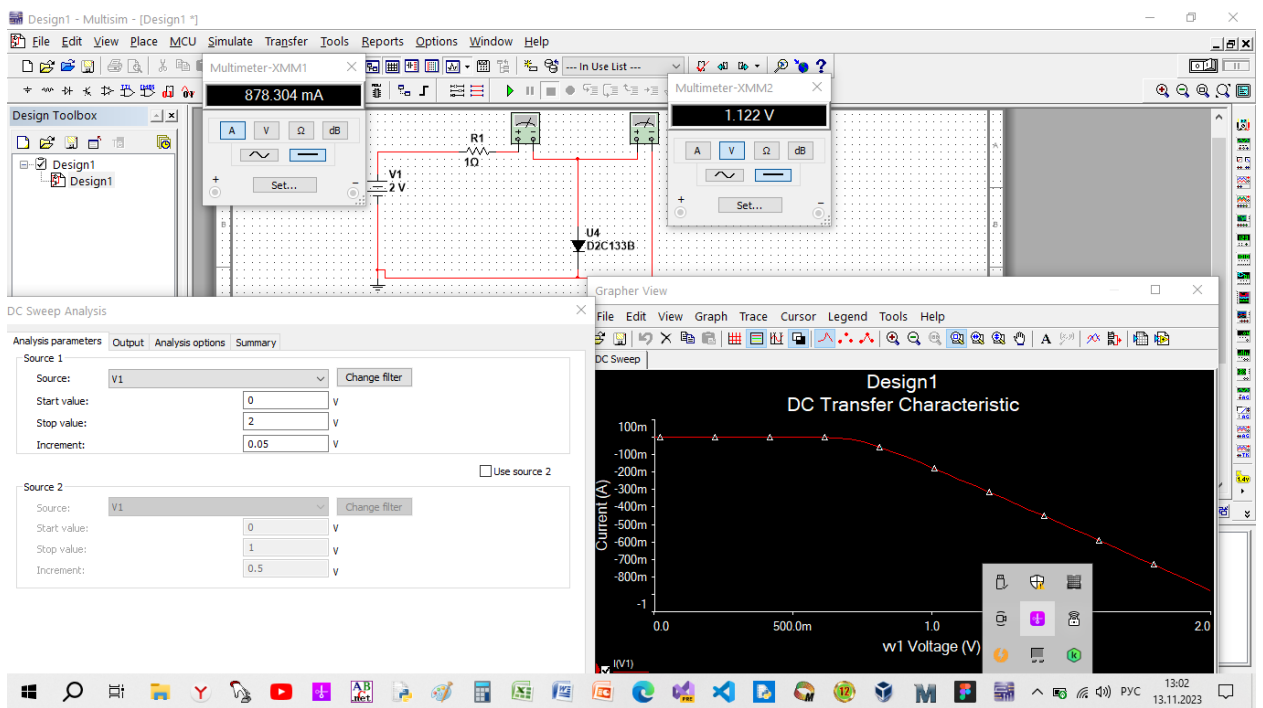 Design1 - Multisim - [Design1 *]
File Edit View Place MCU Simulate Transfer Tools Reports Options Window Help
--- In Use List ---
Multimeter-XMM1
878.304 mA
A V Ω dB
+ Set... -
Multimeter-XMM2
1.122 V
A V Ω dB
+ Set... -
Design Toolbox
Design1
Design1
R1
1Ω
V1
2 V
U4
D2C133B
B
B
A
DC Sweep Analysis
Analysis parameters Output Analysis options Summary
Source 1
Source: V1 Change filter
Start value: 0 V
Stop value: 2 V
Increment: 0.05 V
Use source 2
Source 2
Source: V1 Change filter
Start value: 0 V
Stop value: 1 V
Increment: 0.5 V
Grapher View
File Edit View Graph Trace Cursor Legend Tools Help
DC Sweep
Design1
DC Transfer Characteristic
Current (A)
100m
-100m
-200m
-300m
-400m
-500m
-600m
-700m
-800m
-1
0.0 500.0m 1.0 2.0
vv1 Voltage (V)
I(V1)
13:02
РУС
13.11.2023